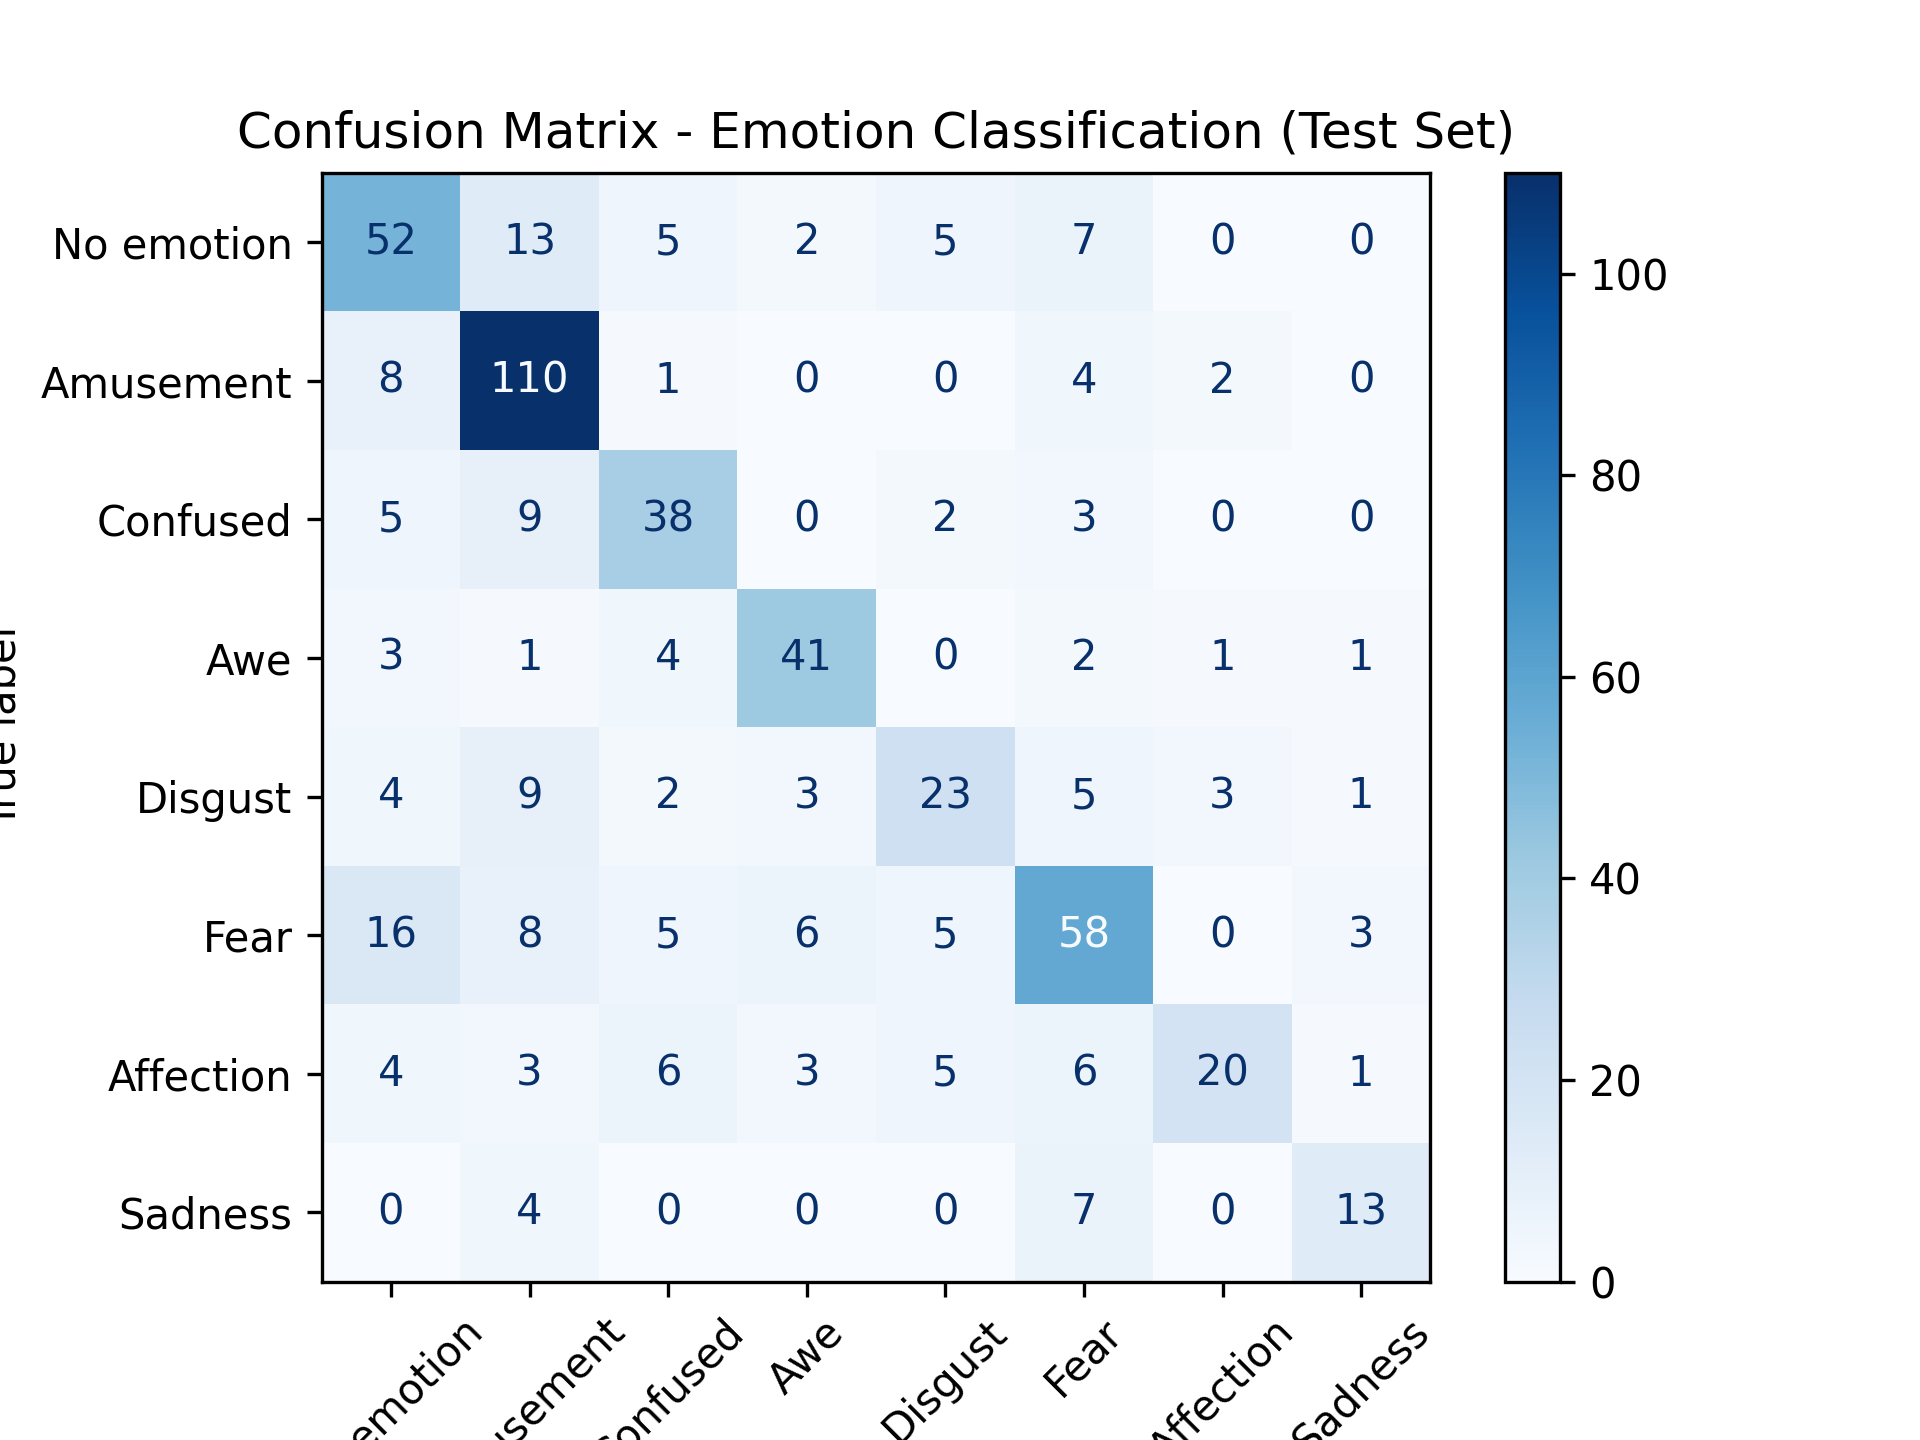 Confusion Matrix - Emotion Classification (Test Set)
No emotion 52 13 5 2 5 7 0 0
Amusement 8 110 1 0 0 4 2 0
Confused 5 9 38 0 2 3 0 0
Awe 3 1 4 41 0 2 1 1
Disgust 4 9 2 3 23 5 3 1
Fear 16 8 5 6 5 58 0 3
Affection 4 3 6 3 5 6 20 1
Sadness 0 4 0 0 0 7 0 13
emotion
Awe
Disgust
Fear
Sadness
100
80
60
40
20
0